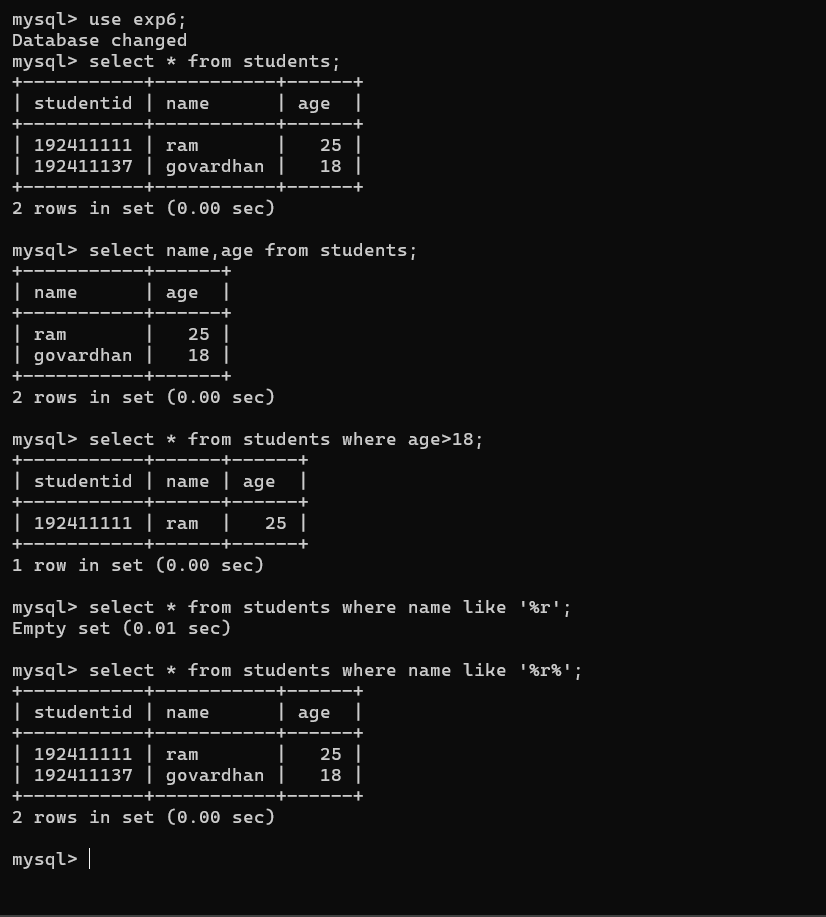 mysql> use exp6;
Database changed
mysql> select * from students;
+-----------+-----------+------+
| studentid | name      | age  |
+-----------+-----------+------+
| 192411111 | ram       |   25 |
| 192411137 | govardhan |   18 |
+-----------+-----------+------+
2 rows in set (0.00 sec)

mysql> select name,age from students;
+-----------+------+
| name      | age  |
+-----------+------+
| ram       |   25 |
| govardhan |   18 |
+-----------+------+
2 rows in set (0.00 sec)

mysql> select * from students where age>18;
+-----------+------+------+
| studentid | name | age  |
+-----------+------+------+
| 192411111 | ram  |   25 |
+-----------+------+------+
1 row in set (0.00 sec)

mysql> select * from students where name like '%r';
Empty set (0.01 sec)

mysql> select * from students where name like '%r%';
+-----------+-----------+------+
| studentid | name      | age  |
+-----------+-----------+------+
| 192411111 | ram       |   25 |
| 192411137 | govardhan |   18 |
+-----------+-----------+------+
2 rows in set (0.00 sec)

mysql>